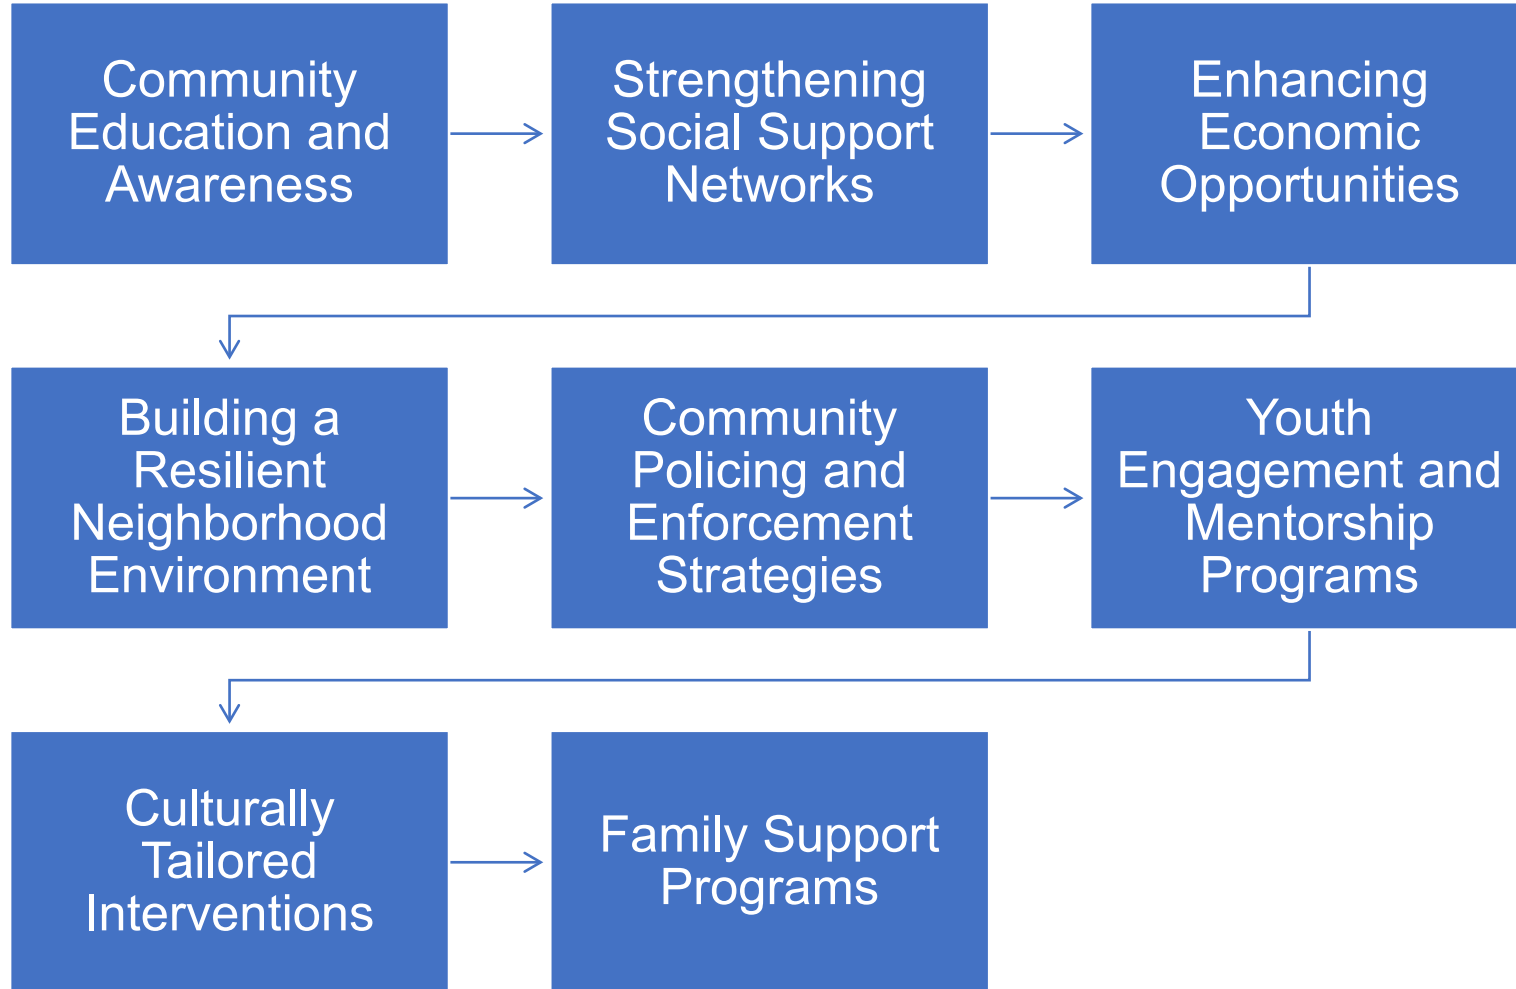 Community
Education and
Awareness
Strengthening
Social Support
Networks
Enhancing
Economic
Opportunities
Building a
Resilient
Neighborhood
Environment
Community
Policing and
Enforcement
Strategies
Youth
Engagement and
Mentorship
Programs
Culturally
Tailored
Interventions
Family Support
Programs